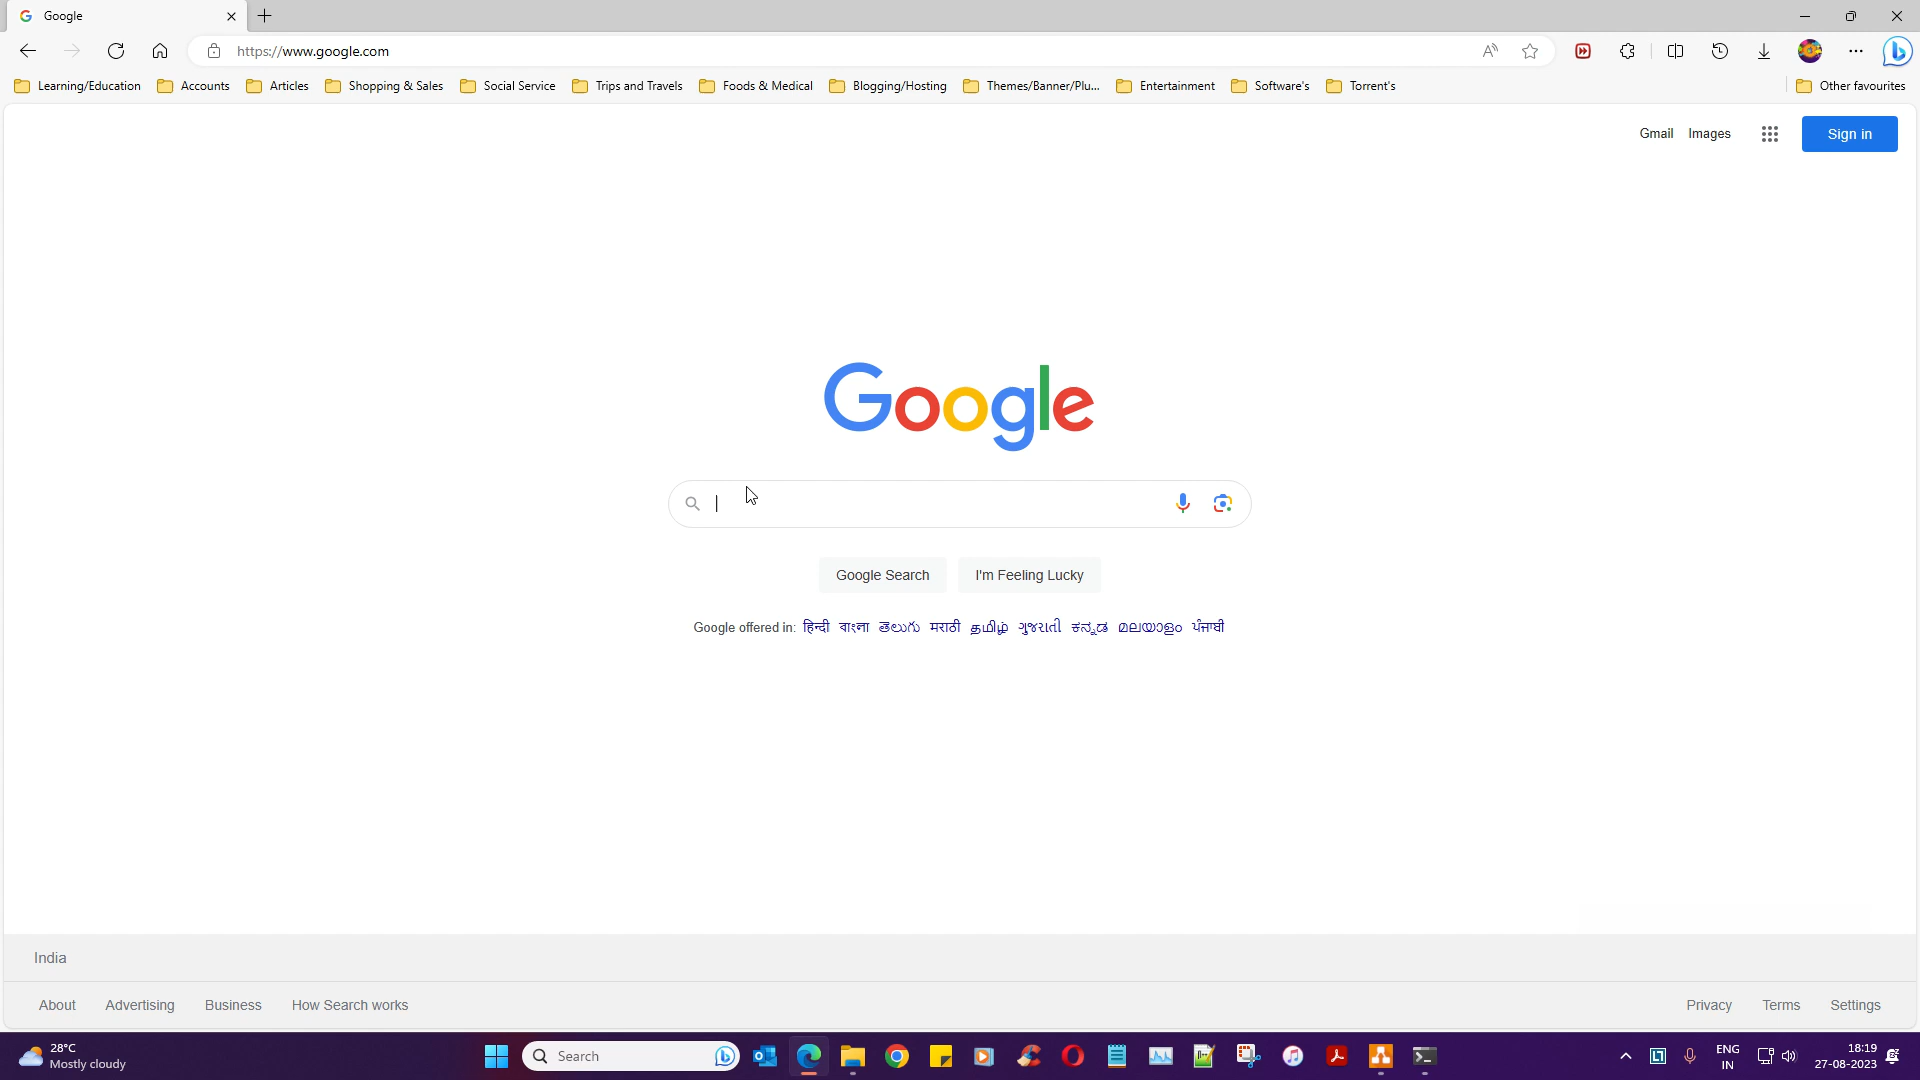 Google
https://www.google.com
Learning/Education Accounts Articles Shopping & Sales Social Service Trips and Travels Foods & Medical Blogging/Hosting Themes/Banner/Plu... Entertainment Software's Torrent's Other favourites
Gmail Images Sign in
Google
Google Search I'm Feeling Lucky
Google offered in: हिन्दी বাংলা తెలుగు मराठी தமிழ் ગુજરાતી ಕನ್ನಡ മലയാളം ਪੰਜਾਬੀ
India
About Advertising Business How Search works Privacy Terms Settings
28°C
Mostly cloudy
Search
ENG
IN
18:19
27-08-2023